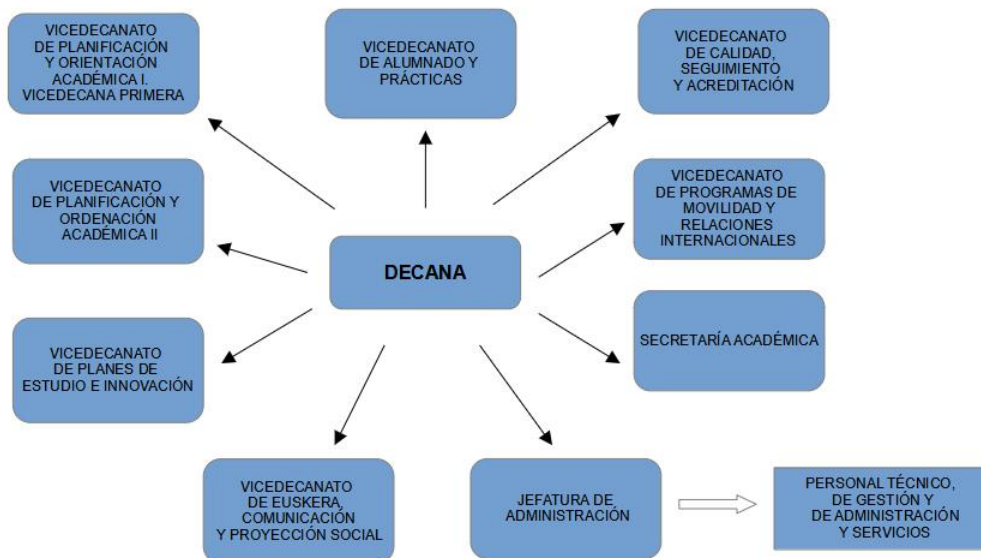 VICEDECANATO
DE PLANIFICACIÓN
Y ORIENTACIÓN
ACADÉMICA I.
VICEDECANA PRIMERA
VICEDECANATO
DE ALUMNADO Y
PRÁCTICAS
VICEDECANATO
DE CALIDAD,
SEGUIMIENTO
Y ACREDITACIÓN
VICEDECANATO
DE PLANIFICACIÓN Y
ORDENACIÓN
ACADÉMICA II
VICEDECANATO
DE PROGRAMAS DE
MOVILIDAD Y
RELACIONES
INTERNACIONALES
DECANA
VICEDECANATO
DE PLANES DE
ESTUDIO E INNOVACIÓN
SECRETARÍA ACADÉMICA
VICEDECANATO
DE EUSKERA,
COMUNICACIÓN
Y PROYECCIÓN SOCIAL
JEFATURA DE
ADMINISTRACIÓN
PERSONAL TÉCNICO,
DE GESTIÓN Y
DE ADMINISTRACIÓN
Y SERVICIOS